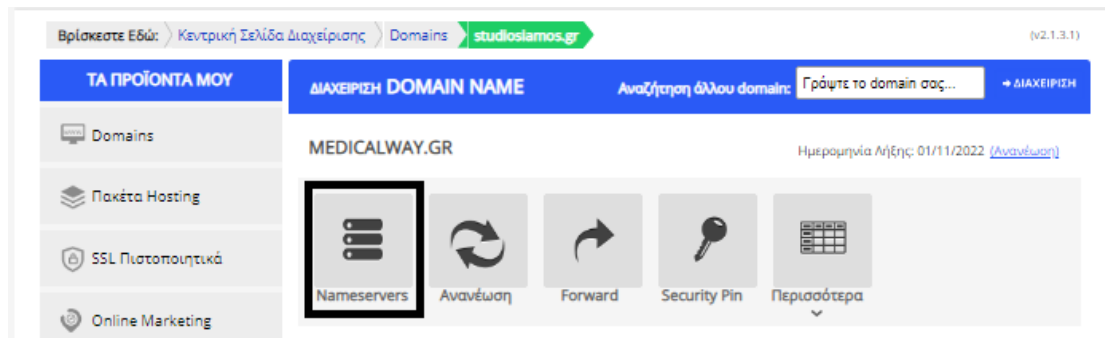 Βρίσκεστε Εδώ: Κεντρική Σελίδα Διαχείρισης Domains studiosiamos.gr (v2.1.3.1)
ΤΑ ΠΡΟΪΟΝΤΑ ΜΟΥ
ΔΙΑΧΕΙΡΙΣΗ DOMAIN NAME Αναζήτηση άλλου domain: Γράψτε το domain σας... ➔ ΔΙΑΧΕΙΡΙΣΗ
Domains
Πακέτα Hosting
SSL Πιστοποιητικά
Online Marketing
MEDICALWAY.GR Ημερομηνία Λήξης: 01/11/2022 (Ανανέωση)
Nameservers Ανανέωση Forward Security Pin Περισσότερα